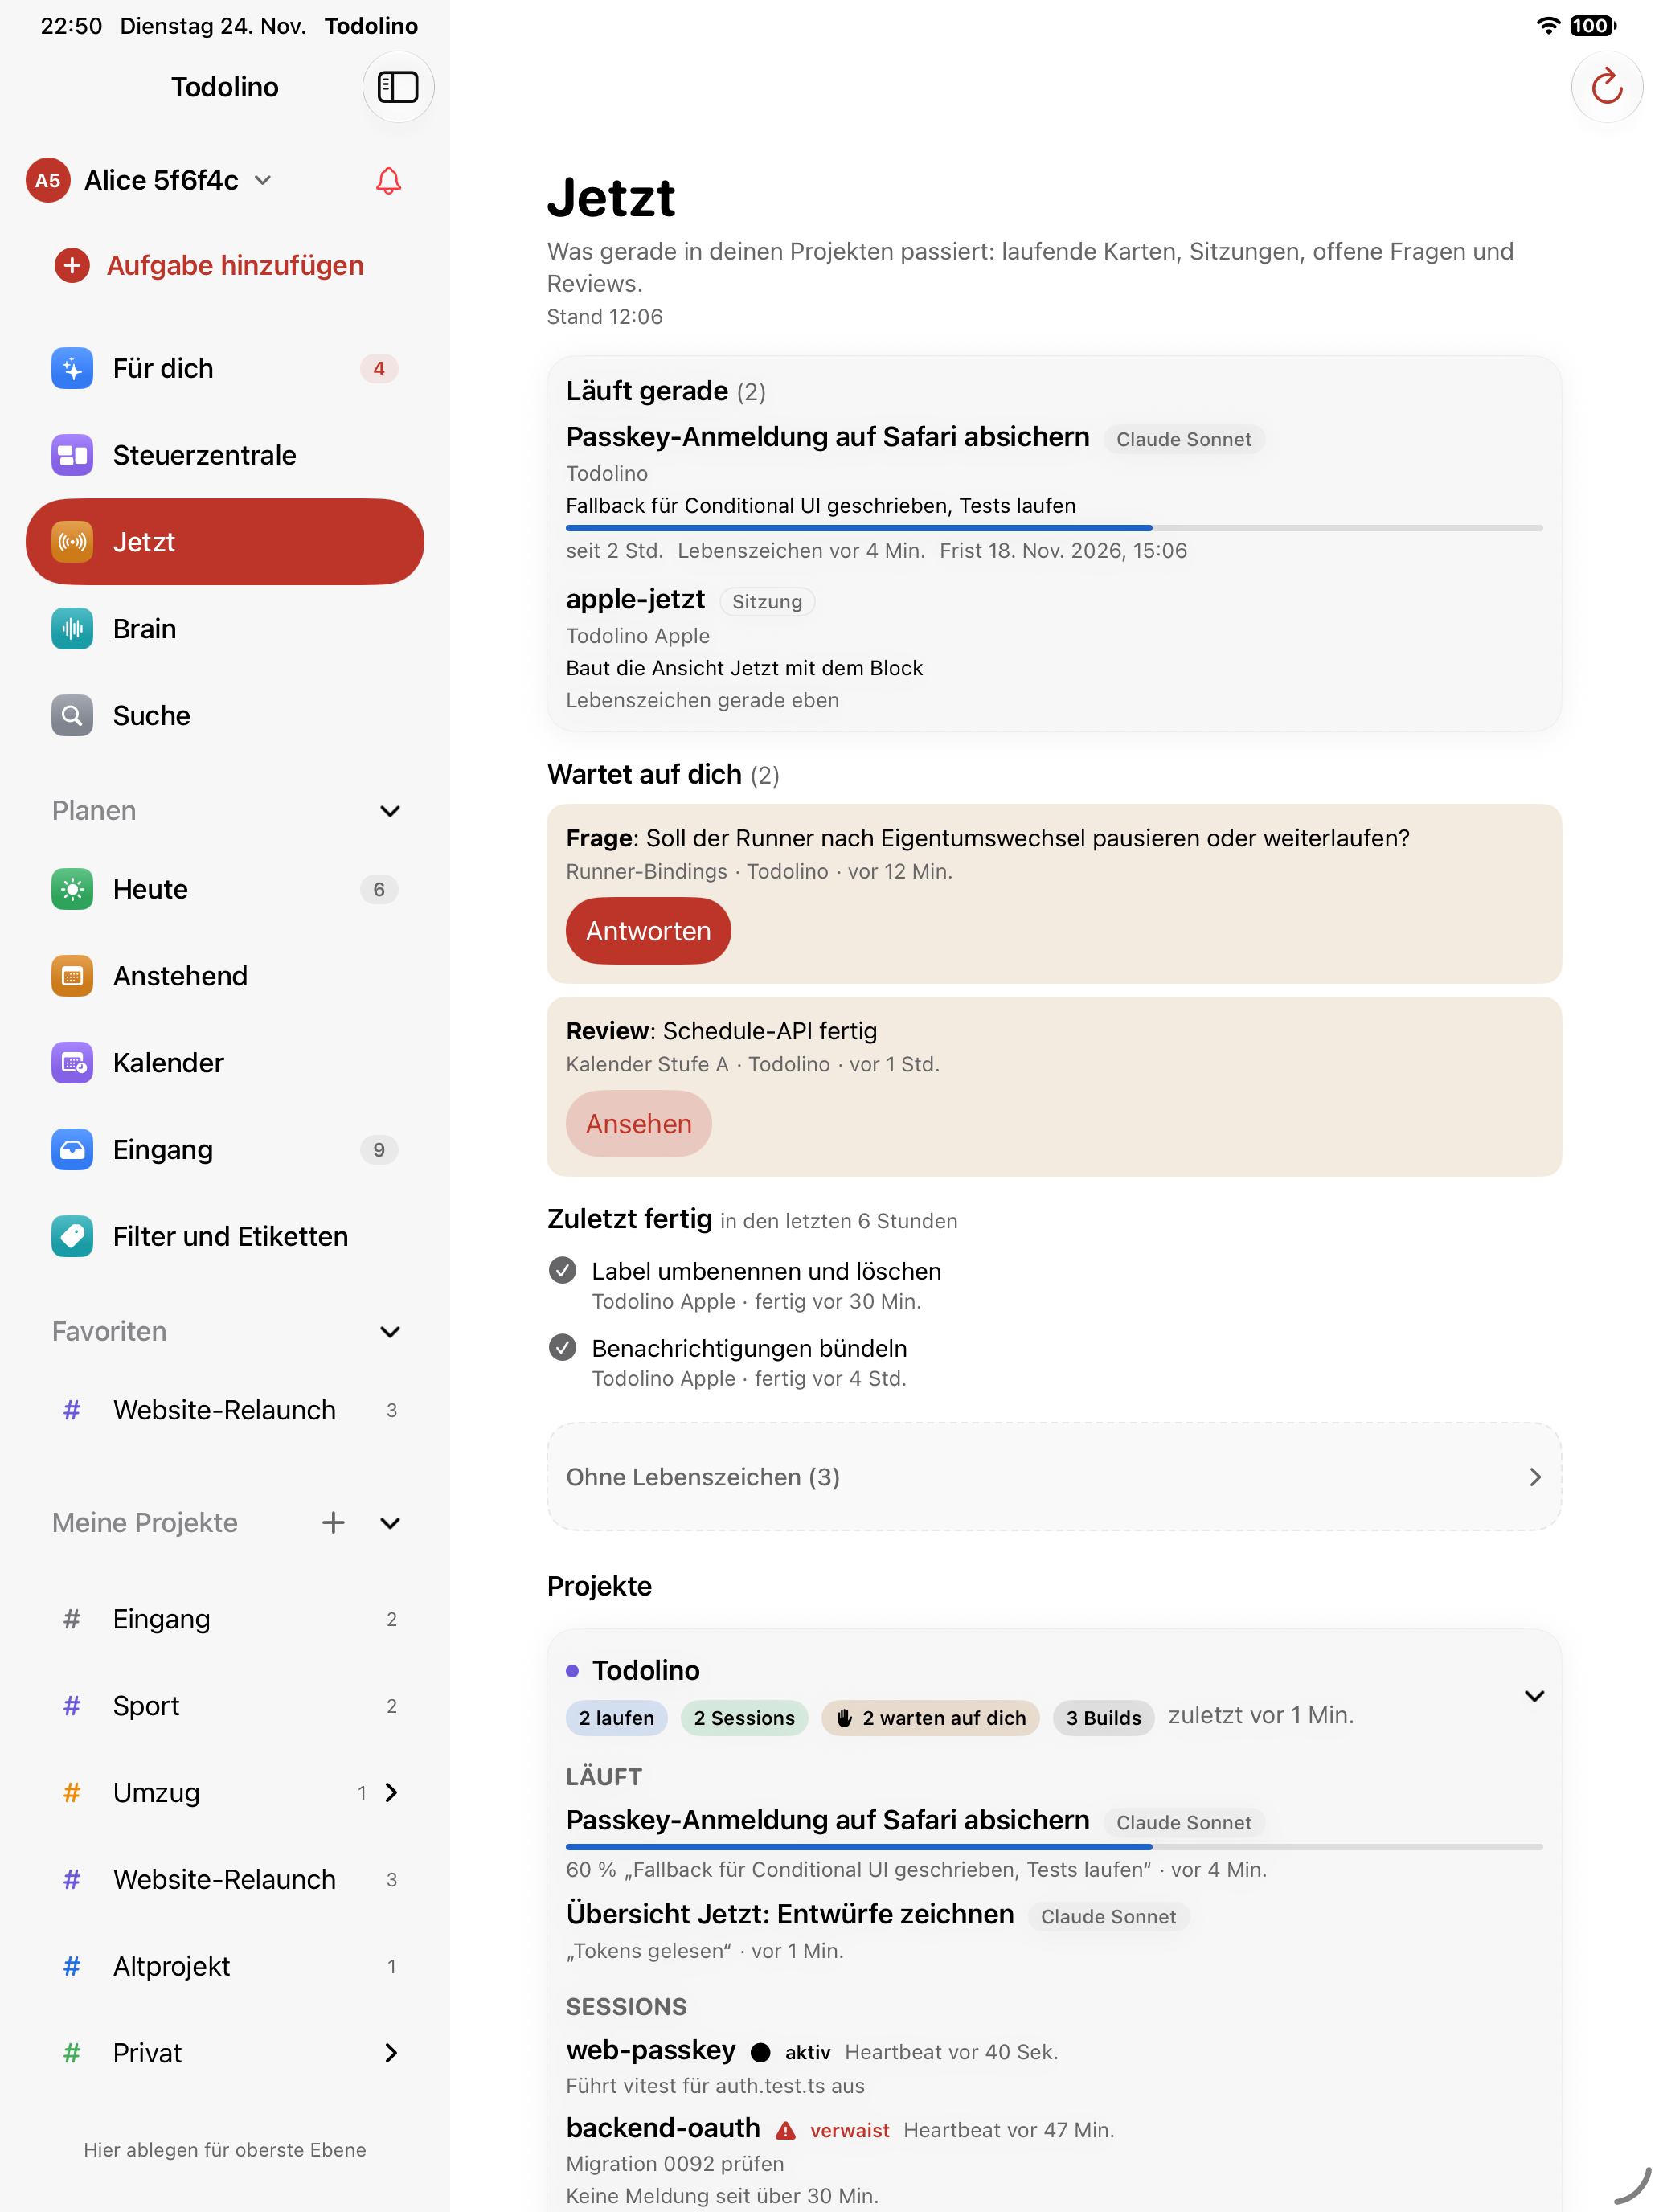 22:50 Dienstag 24. Nov. Todolino
100
Todolino
A5 Alice 5f6f4c
Aufgabe hinzufügen
Für dich 4
Steuerzentrale
Jetzt
Brain
Suche
Planen
Heute 6
Anstehend
Kalender
Eingang 9
Filter und Etiketten
Favoriten
# Website-Relaunch 3
Meine Projekte
# Eingang 2
# Sport 2
# Umzug 1
# Website-Relaunch 3
# Altprojekt 1
# Privat
Hier ablegen für oberste Ebene
Jetzt
Was gerade in deinen Projekten passiert: laufende Karten, Sitzungen, offene Fragen und
Reviews.
Stand 12:06
Läuft gerade (2)
Passkey-Anmeldung auf Safari absichern Claude Sonnet
Todolino
Fallback für Conditional UI geschrieben, Tests laufen
seit 2 Std. Lebenszeichen vor 4 Min. Frist 18. Nov. 2026, 15:06
apple-jetzt Sitzung
Todolino Apple
Baut die Ansicht Jetzt mit dem Block
Lebenszeichen gerade eben
Wartet auf dich (2)
Frage: Soll der Runner nach Eigentumswechsel pausieren oder weiterlaufen?
Runner-Bindings · Todolino · vor 12 Min.
Antworten
Review: Schedule-API fertig
Kalender Stufe A · Todolino · vor 1 Std.
Ansehen
Zuletzt fertig in den letzten 6 Stunden
Label umbenennen und löschen
Todolino Apple · fertig vor 30 Min.
Benachrichtigungen bündeln
Todolino Apple · fertig vor 4 Std.
Ohne Lebenszeichen (3)
Projekte
Todolino
2 laufen 2 Sessions 2 warten auf dich 3 Builds zuletzt vor 1 Min.
LÄUFT
Passkey-Anmeldung auf Safari absichern Claude Sonnet
60 % „Fallback für Conditional UI geschrieben, Tests laufen“ · vor 4 Min.
Übersicht Jetzt: Entwürfe zeichnen Claude Sonnet
„Tokens gelesen“ · vor 1 Min.
SESSIONS
web-passkey aktiv Heartbeat vor 40 Sek.
Führt vitest für auth.test.ts aus
backend-oauth verwaist Heartbeat vor 47 Min.
Migration 0092 prüfen
Keine Meldung seit über 30 Min.